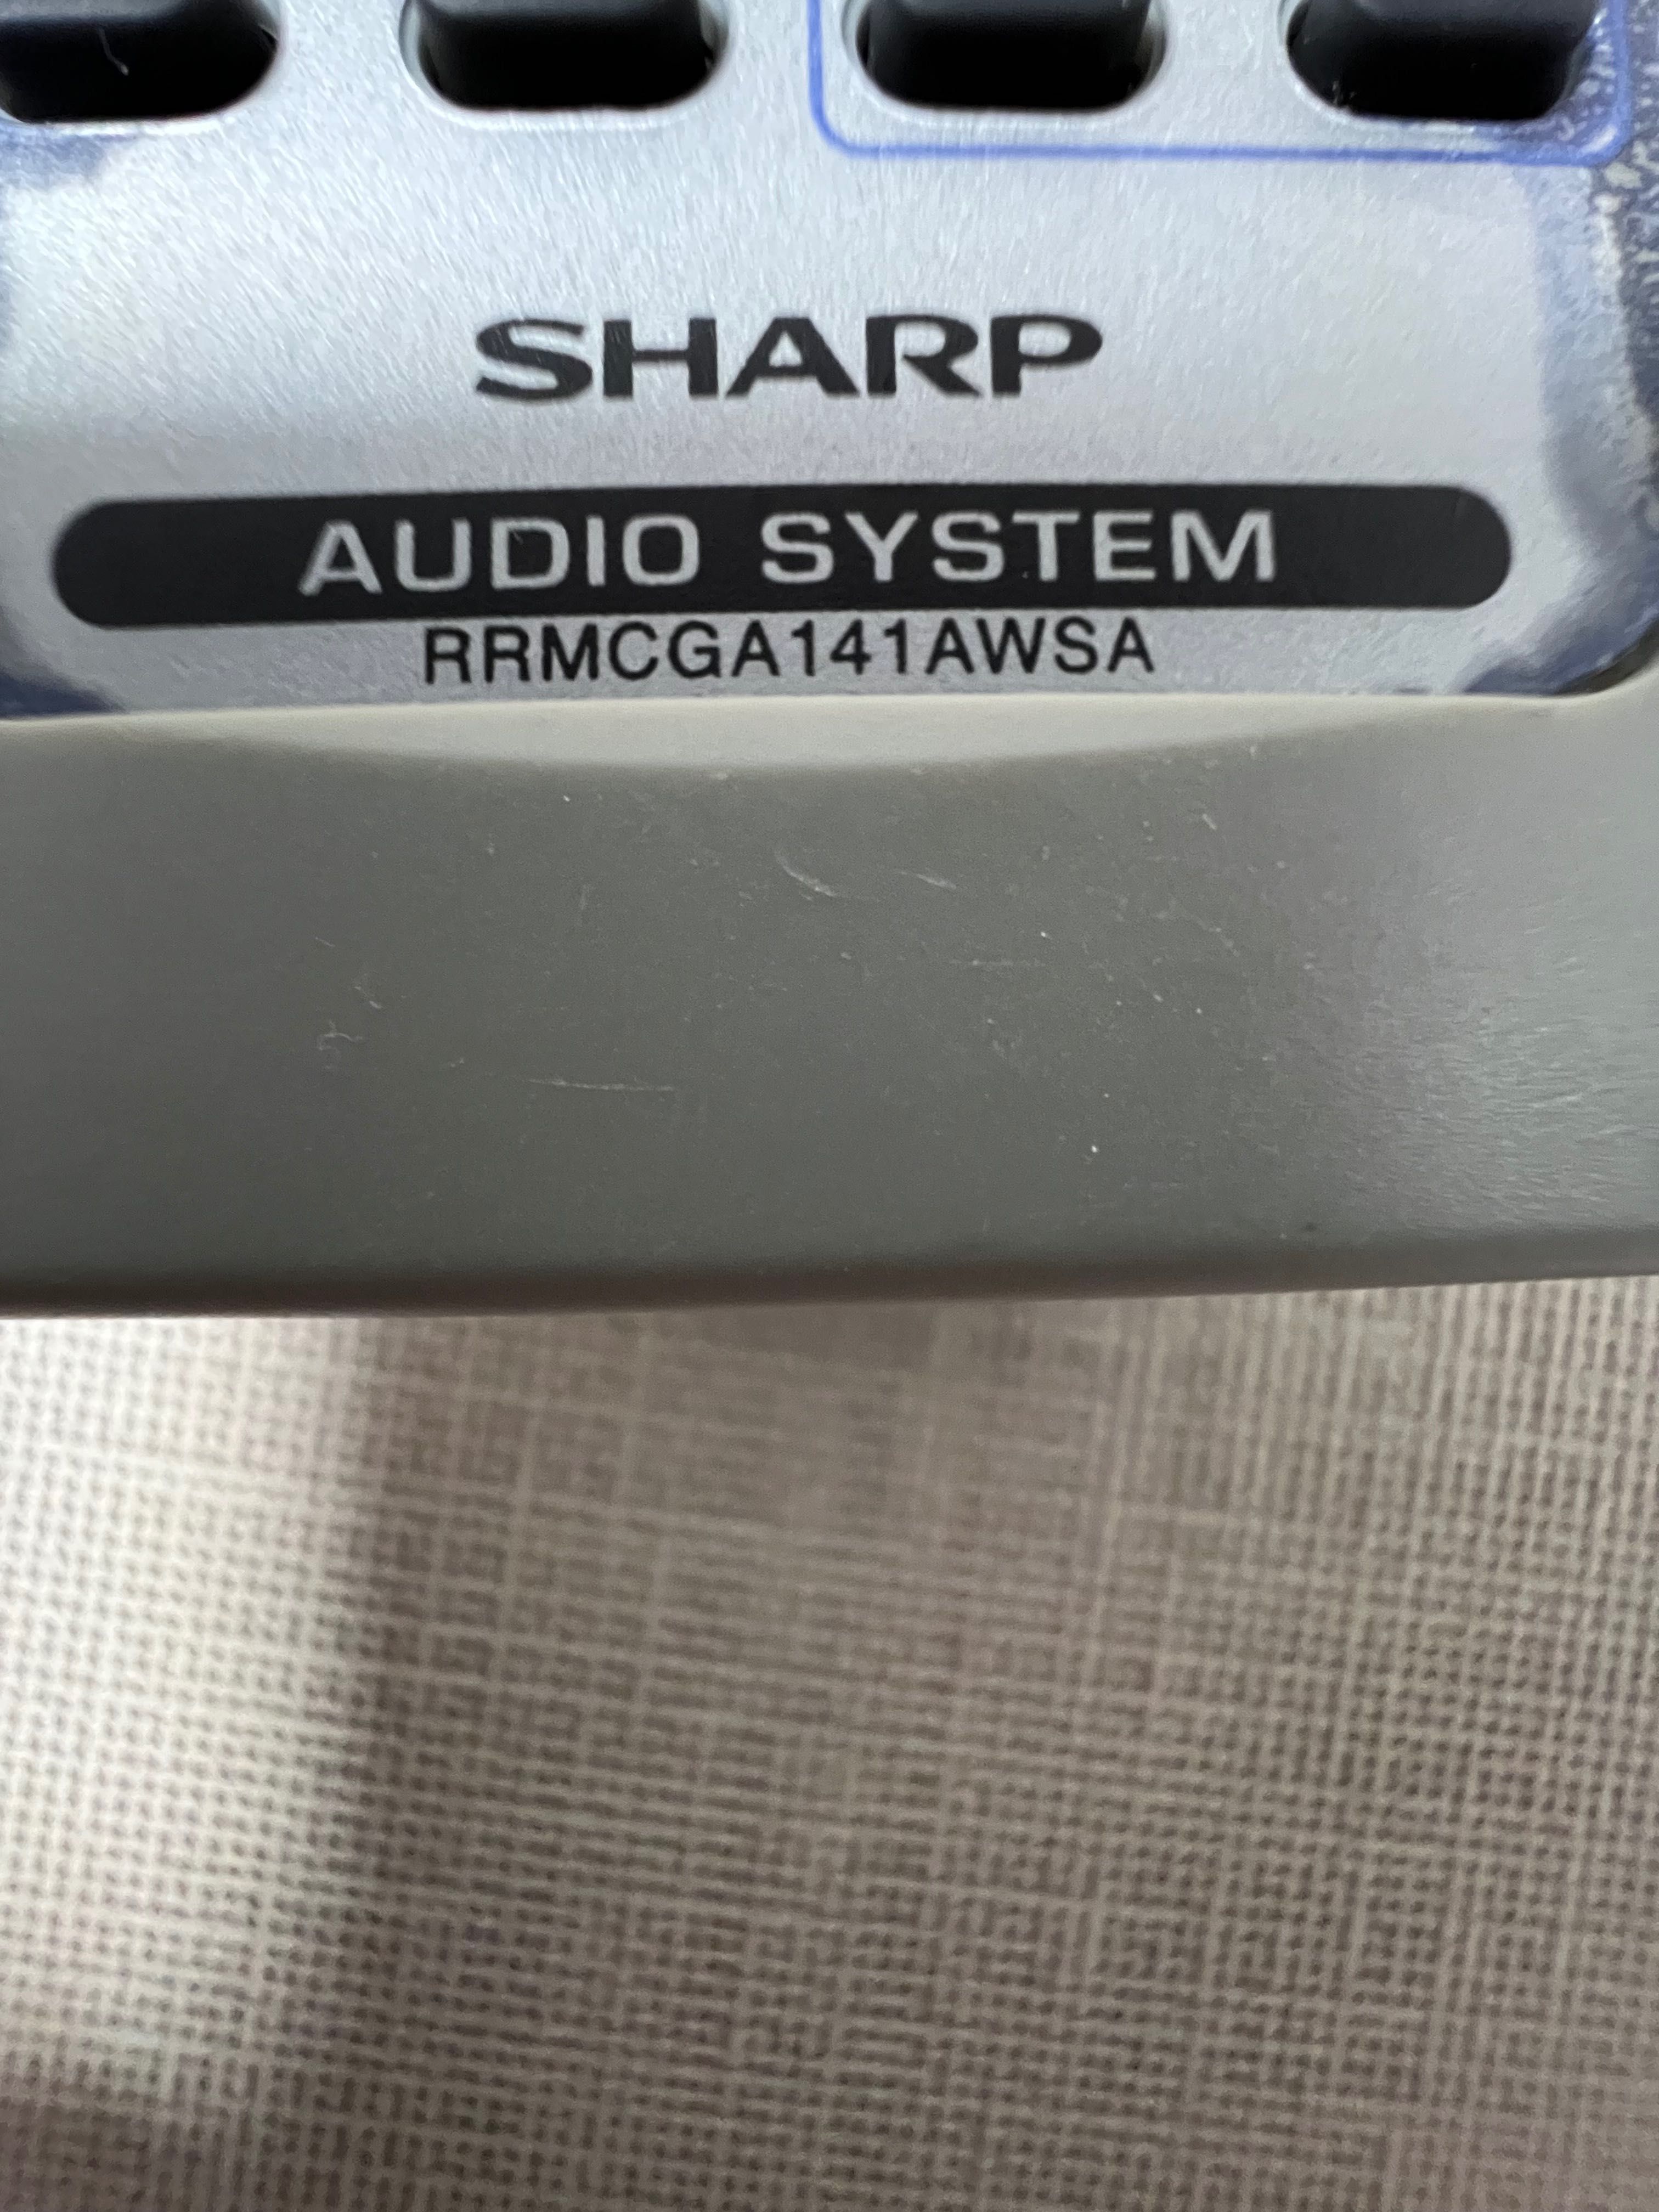 SHARP
AUDIO SYSTEM
RRMCGA141AWSA